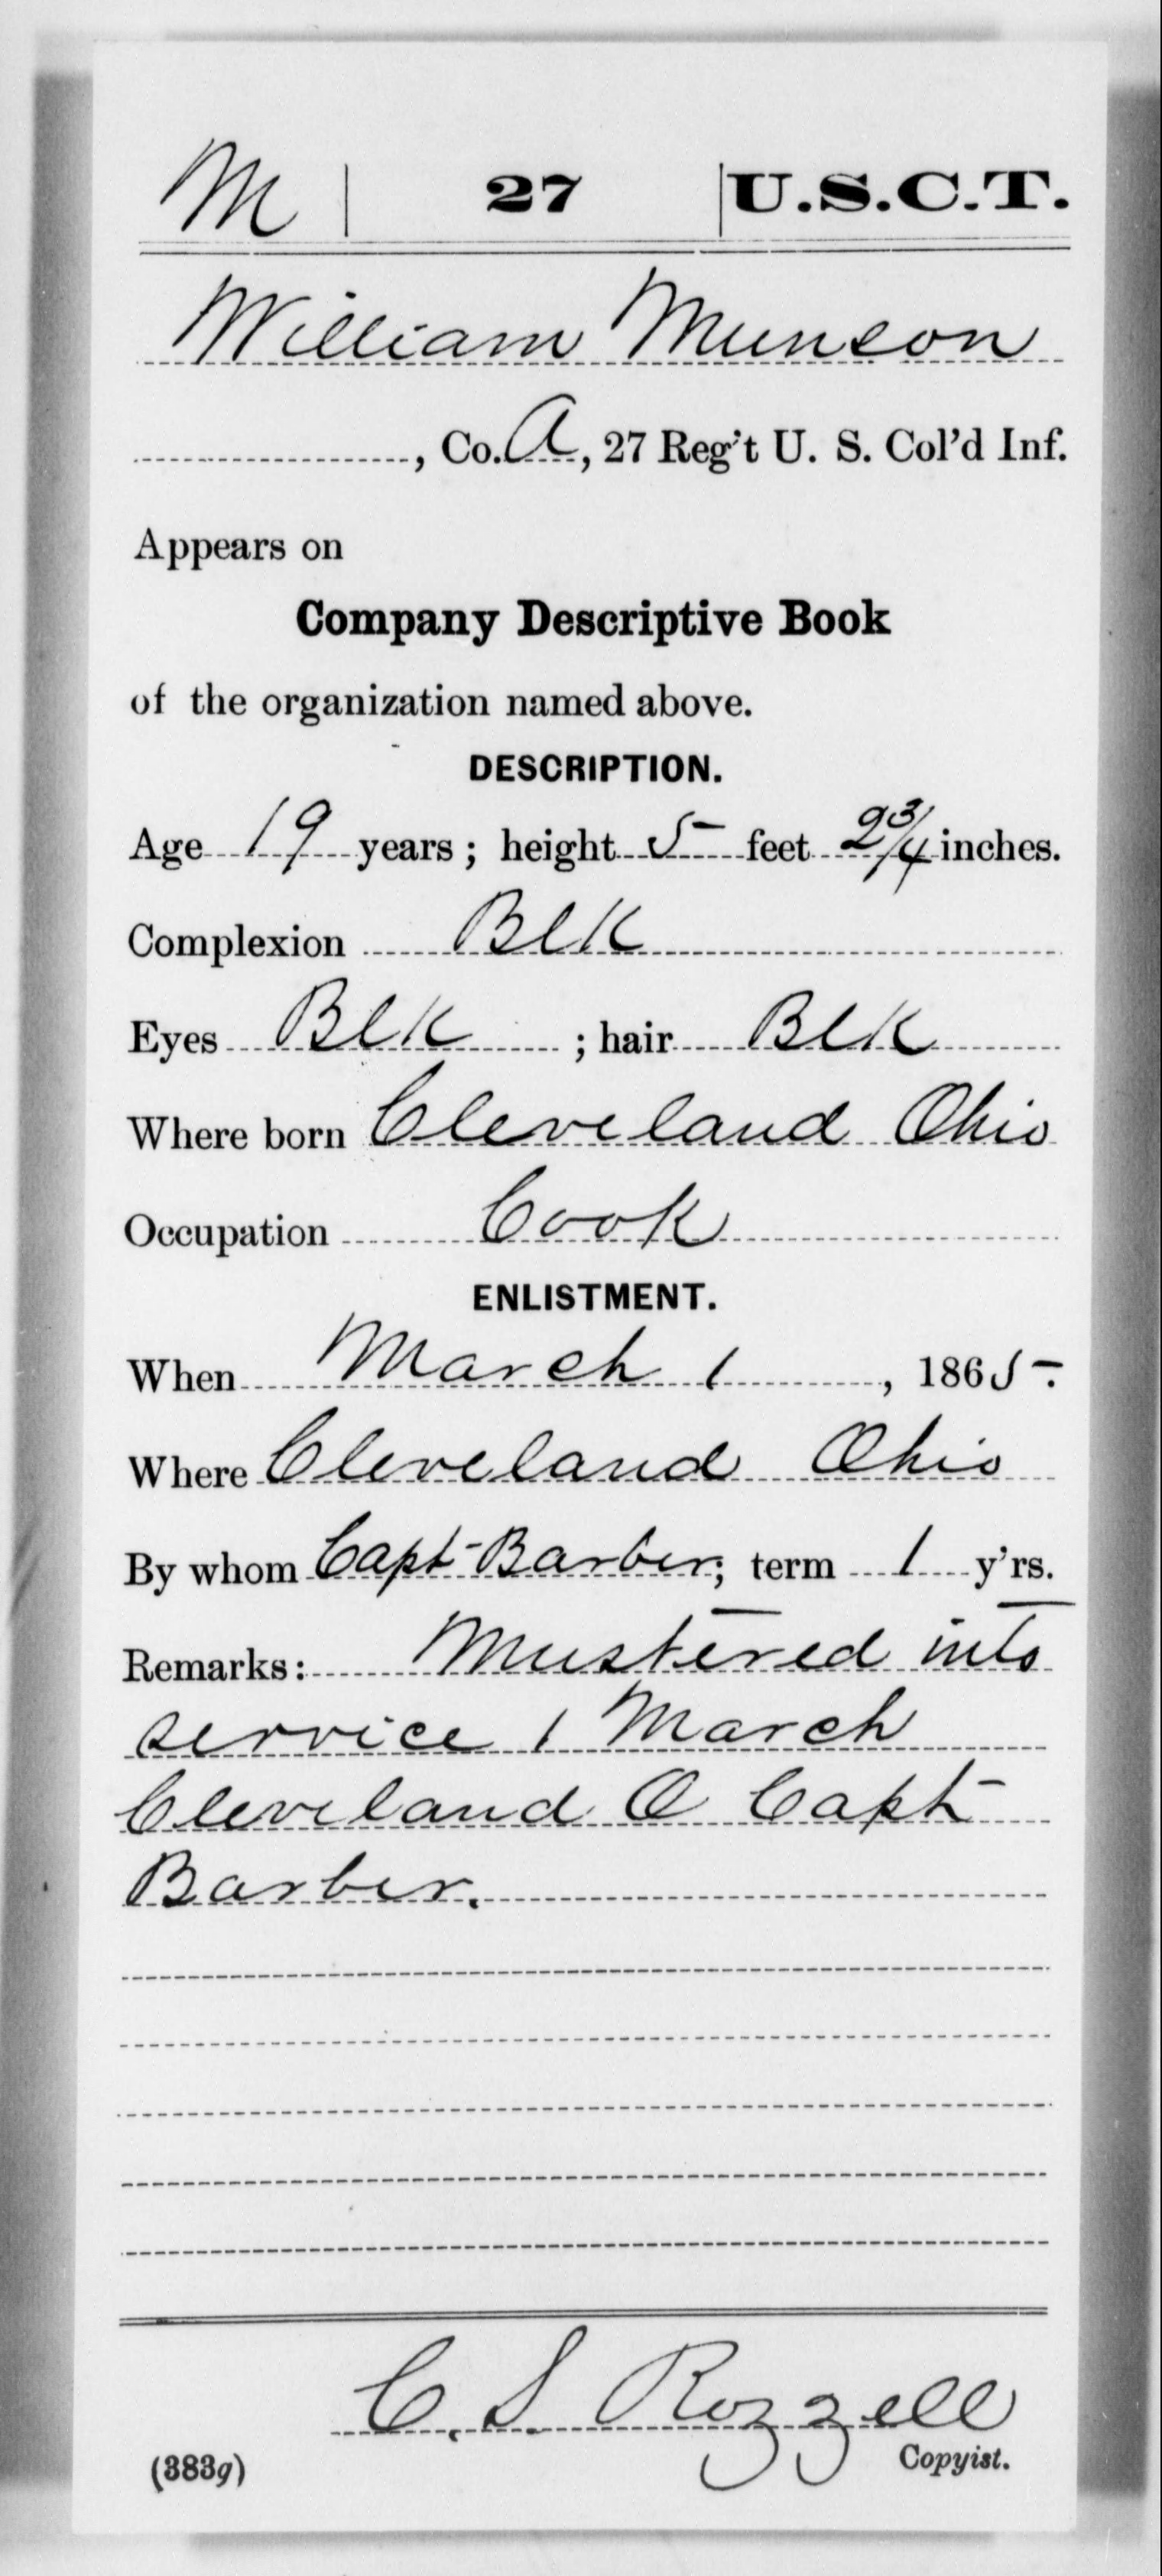 M 27 U.S.C.T.
William Munson
, Co. A, 27 Reg't U. S. Col'd Inf.
Appears on
Company Descriptive Book
of the organization named above.
DESCRIPTION.
Age 19 years; height 5 feet 2 3/4 inches.
Complexion Blk
Eyes Blk ; hair Blk
Where born Cleveland Ohio
Occupation Cook
ENLISTMENT.
When March 1, 1865.
Where Cleveland Ohio
By whom Capt Barber; term 1 y'rs.
Remarks: Mustered into
service 1 March
Cleveland O Capt
Barber.
C. S. Rozzell
(383g) Copyist.